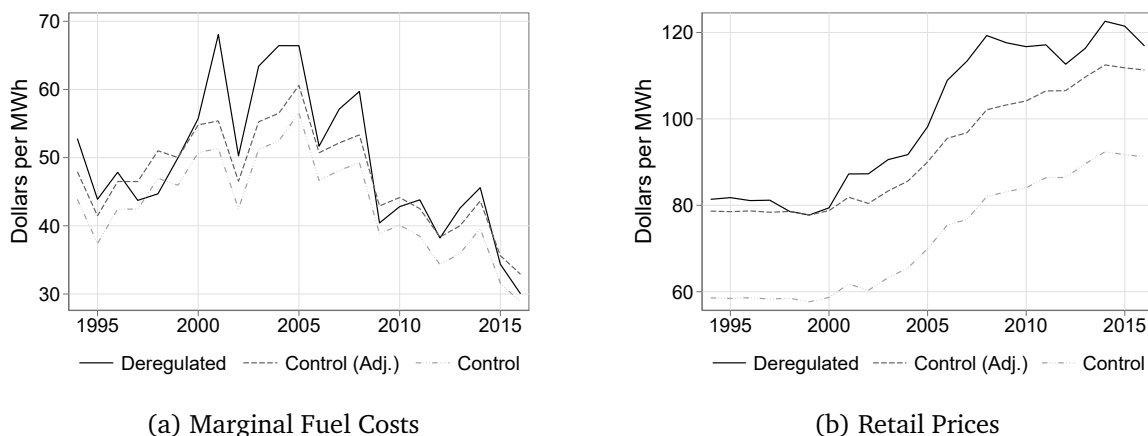 Dollars per MWh
70
60
50
40
30
1995 2000 2005 2010 2015
Deregulated Control (Adj.) Control
(a) Marginal Fuel Costs
Dollars per MWh
120
100
80
60
1995 2000 2005 2010 2015
Deregulated Control (Adj.) Control
(b) Retail Prices